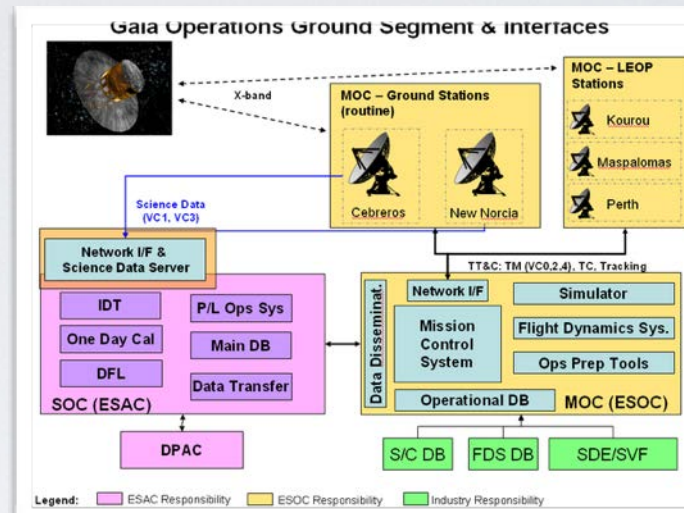 Gaia Operations Ground Segment & Interfaces
X-band
MOC – Ground Stations
(routine)
Cebreros
New Norcia
MOC – LEOP
Stations
Kourou
Maspalomas
Perth
Science Data
(VC1, VC3)
Network I/F &
Science Data Server
TT&C: TM (VC0,2,4), TC, Tracking
IDT
P/L Ops Sys
One Day Cal
Main DB
DFL
Data Transfer
SOC (ESAC)
Data Disseminat.
Network I/F
Simulator
Mission
Control
System
Flight Dynamics Sys.
Ops Prep Tools
Operational DB
MOC (ESOC)
DPAC
S/C DB
FDS DB
SDE/SVF
Legend:
ESAC Responsibility
ESOC Responsibility
Industry Responsibility